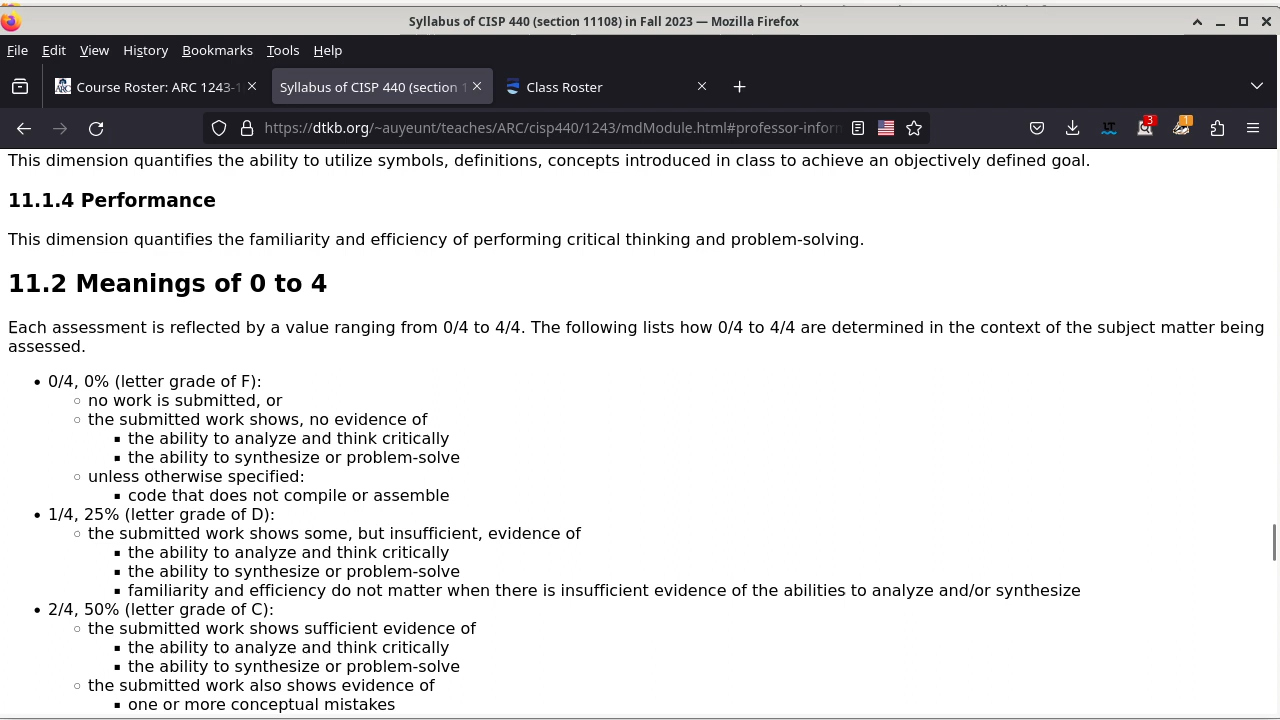 Syllabus of CISP 440 (section 11108) in Fall 2023 — Mozilla Firefox
File Edit View History Bookmarks Tools Help
Course Roster: ARC 1243-1
Syllabus of CISP 440 (section 1
Class Roster
https://dtkb.org/~auyeunt/teaches/ARC/cisp440/1243/mdModule.html#professor-inforr
3
1
This dimension quantifies the ability to utilize symbols, definitions, concepts introduced in class to achieve an objectively defined goal.
11.1.4 Performance
This dimension quantifies the familiarity and efficiency of performing critical thinking and problem-solving.
11.2 Meanings of 0 to 4
Each assessment is reflected by a value ranging from 0/4 to 4/4. The following lists how 0/4 to 4/4 are determined in the context of the subject matter being
assessed.
• 0/4, 0% (letter grade of F):
◦ no work is submitted, or
◦ the submitted work shows, no evidence of
▪ the ability to analyze and think critically
▪ the ability to synthesize or problem-solve
◦ unless otherwise specified:
▪ code that does not compile or assemble
• 1/4, 25% (letter grade of D):
◦ the submitted work shows some, but insufficient, evidence of
▪ the ability to analyze and think critically
▪ the ability to synthesize or problem-solve
▪ familiarity and efficiency do not matter when there is insufficient evidence of the abilities to analyze and/or synthesize
• 2/4, 50% (letter grade of C):
◦ the submitted work shows sufficient evidence of
▪ the ability to analyze and think critically
▪ the ability to synthesize or problem-solve
◦ the submitted work also shows evidence of
▪ one or more conceptual mistakes